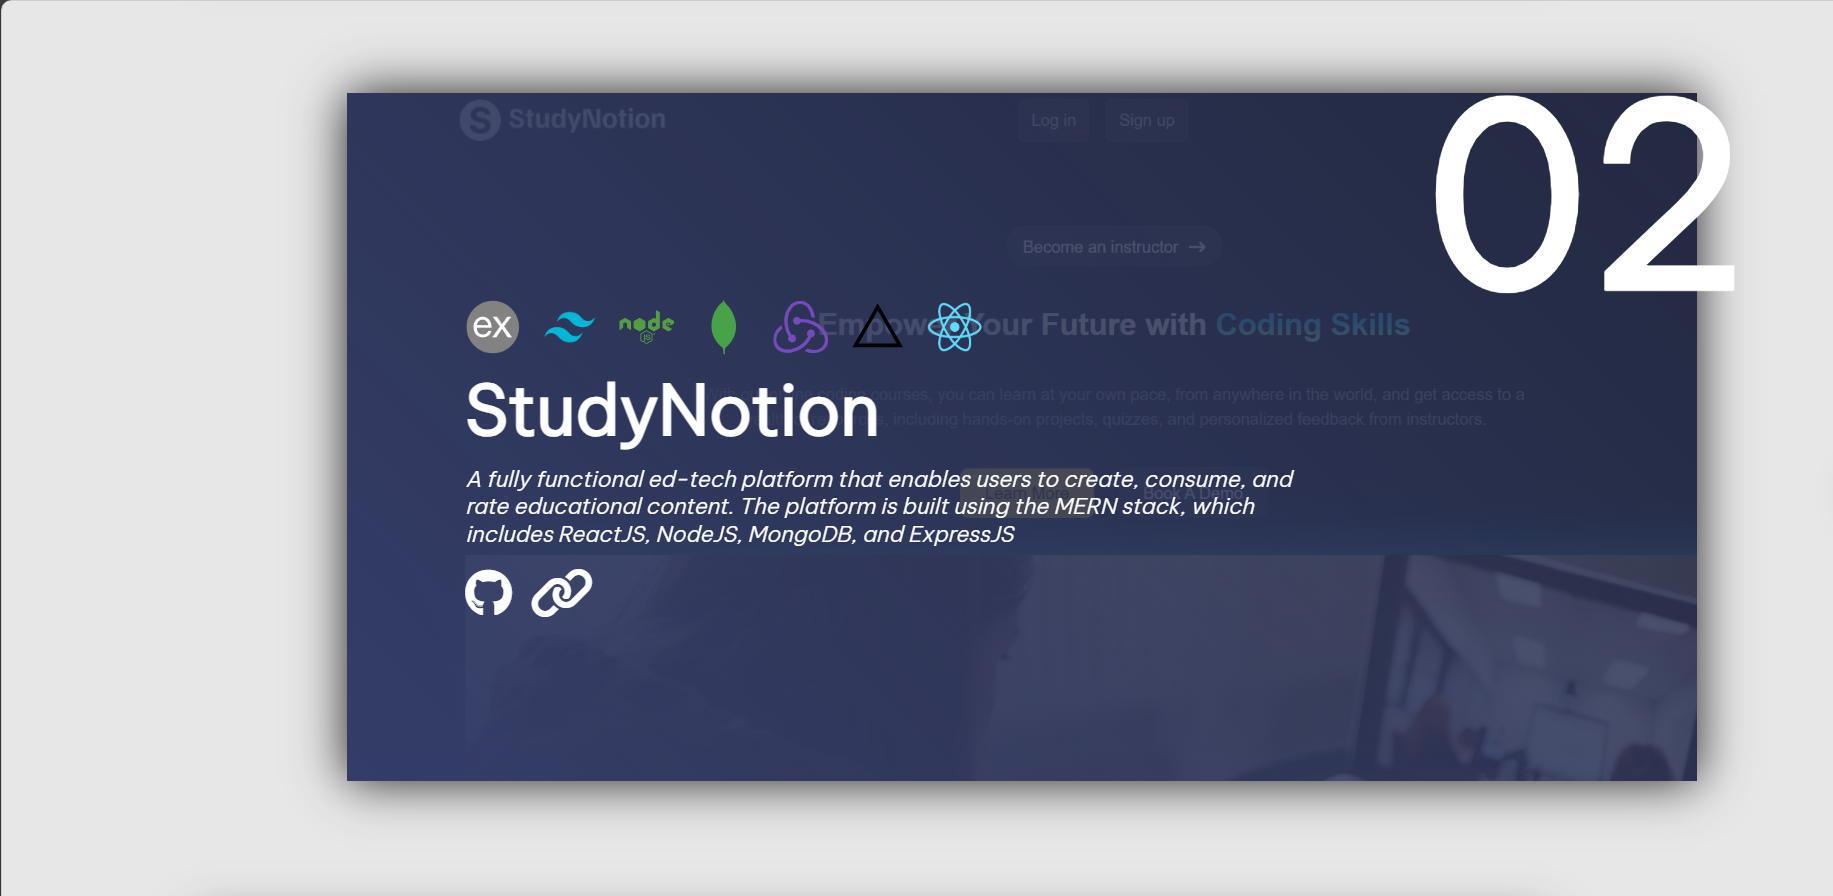 StudyNotion
Log in
Sign up
02
Become an instructor
ex
node
JS
Empower Your Future with Coding Skills
StudyNotion
courses, you can learn at your own pace, from anywhere in the world, and get access to a
including hands-on projects, quizzes, and personalized feedback from instructors.
A fully functional ed-tech platform that enables users to create, consume, and
rate educational content. The platform is built using the MERN stack, which
includes ReactJS, NodeJS, MongoDB, and ExpressJS
Learn More
Book A Demo